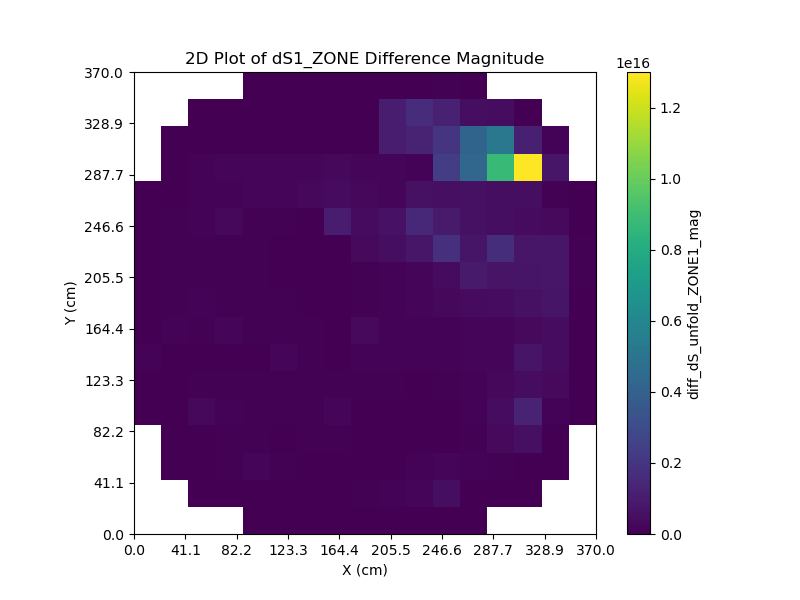 2D Plot of dS1_ZONE Difference Magnitude
1e16
370.0
328.9
287.7
246.6
205.5
164.4
123.3
82.2
41.1
0.0
Y (cm)
0.0 41.1 82.2 123.3 164.4 205.5 246.6 287.7 328.9 370.0
X (cm)
1.2
1.0
0.8
0.6
0.4
0.2
0.0
diff_dS_unfold_ZONE1_mag